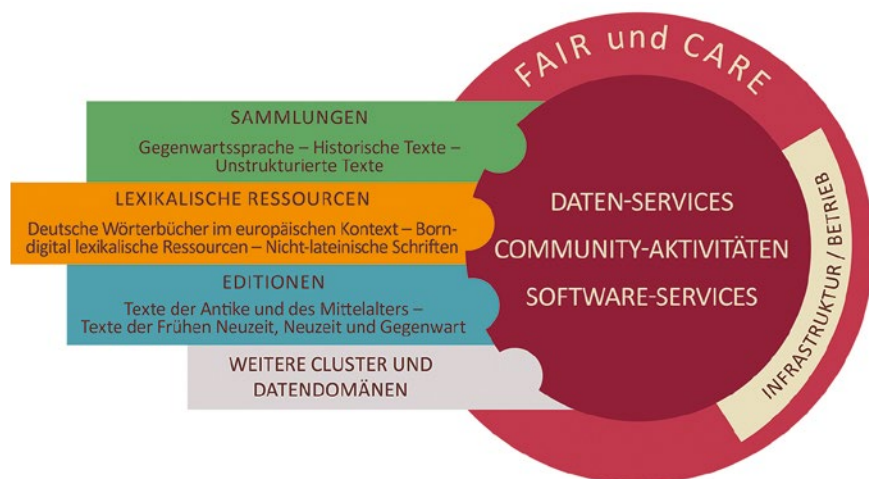 FAIR und CARE
SAMMLUNGEN
Gegenwartssprache – Historische Texte –
Unstrukturierte Texte
LEXIKALISCHE RESSOURCEN
Deutsche Wörterbücher im europäischen Kontext – Born-
digital lexikalische Ressourcen – Nicht-lateinische Schriften
EDITIONEN
Texte der Antike und des Mittelalters –
Texte der Frühen Neuzeit, Neuzeit und Gegenwart
WEITERE CLUSTER UND
DATENDOMÄNEN
DATEN-SERVICES
COMMUNITY-AKTIVITÄTEN
SOFTWARE-SERVICES
INFRASTRUKTUR / BETRIEB